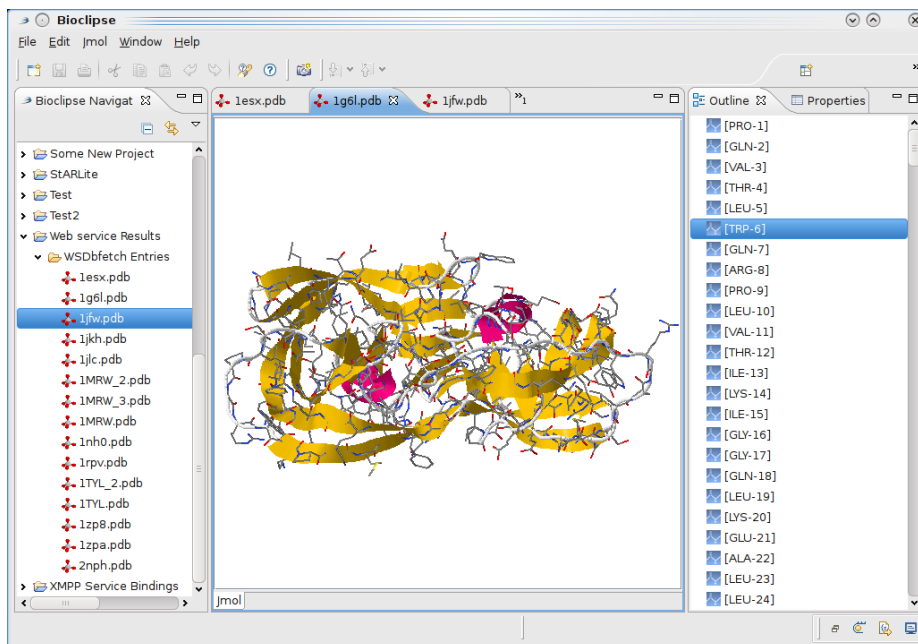 Bioclipse
File Edit Jmol Window Help
Bioclipse Navigat
Some New Project
StARLite
Test
Test2
Web service Results
WSDbfetch Entries
1esx.pdb
1g6l.pdb
1jfw.pdb
1jkh.pdb
1jlc.pdb
1MRW_2.pdb
1MRW_3.pdb
1MRW.pdb
1nh0.pdb
1rpv.pdb
1TYL_2.pdb
1TYL.pdb
1zp8.pdb
1zpa.pdb
2nph.pdb
XMPP Service Bindings
1esx.pdb 1g6l.pdb 1jfw.pdb »1
Jmol
Outline Properties
[PRO-1]
[GLN-2]
[VAL-3]
[THR-4]
[LEU-5]
[TRP-6]
[GLN-7]
[ARG-8]
[PRO-9]
[LEU-10]
[VAL-11]
[THR-12]
[ILE-13]
[LYS-14]
[ILE-15]
[GLY-16]
[GLY-17]
[GLN-18]
[LEU-19]
[LYS-20]
[GLU-21]
[ALA-22]
[LEU-23]
[LEU-24]